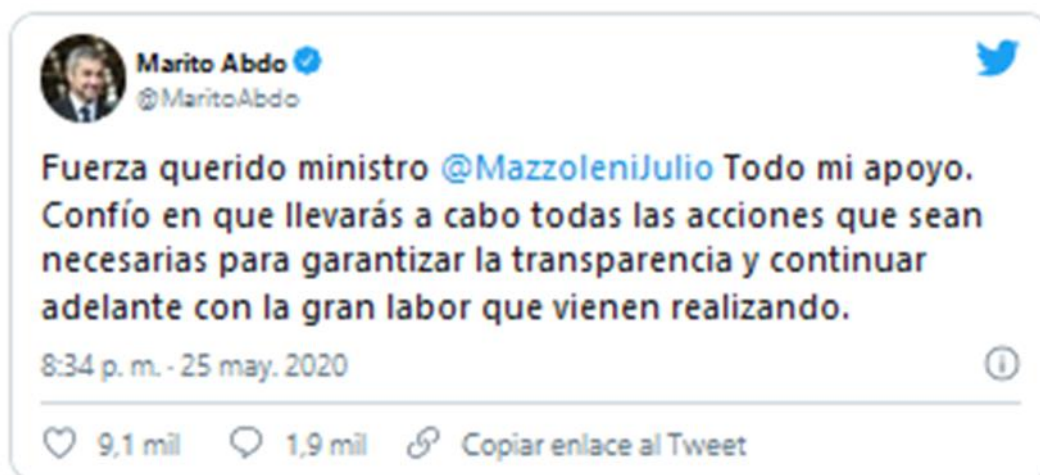 Marito Abdo
@MaritoAbdo
Fuerza querido ministro @MazzoleniJulio Todo mi apoyo.
Confío en que llevarás a cabo todas las acciones que sean
necesarias para garantizar la transparencia y continuar
adelante con la gran labor que vienen realizando.
8:34 p. m. · 25 may. 2020
9,1 mil 1,9 mil Copiar enlace al Tweet